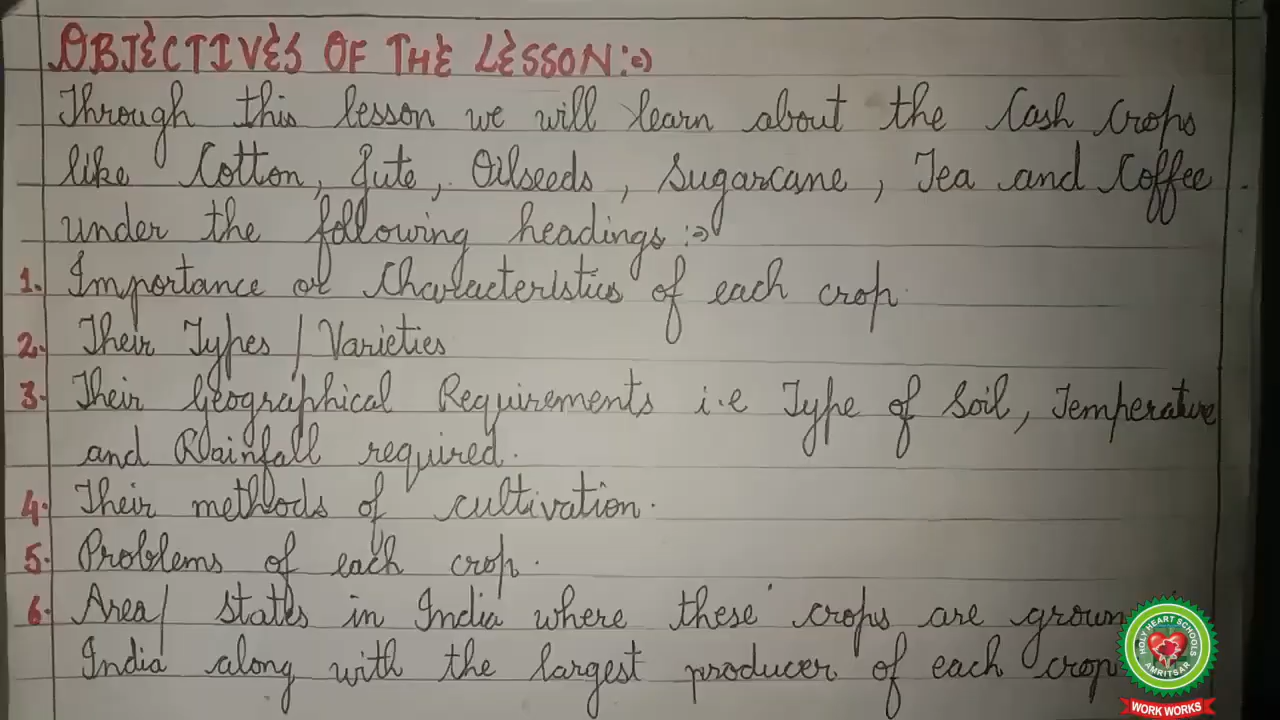 OBJECTIVES OF THE LESSON:-)
Through this lesson we will learn about the Cash Crops
like Cotton, Jute, Oilseeds, Sugarcane, Tea and Coffee
under the following headings :-)
1. Importance or Characteristics of each crop.
2. Their Types / Varieties
3. Their Geographical Requirements i.e Type of Soil, Temperature
and Rainfall required.
4. Their methods of cultivation.
5. Problems of each crop.
6. Area/ States in India where these crops are grown
India along with the largest producer of each crop
HOLY HEART SCHOOLS
AMRITSAR
WORK WORKS